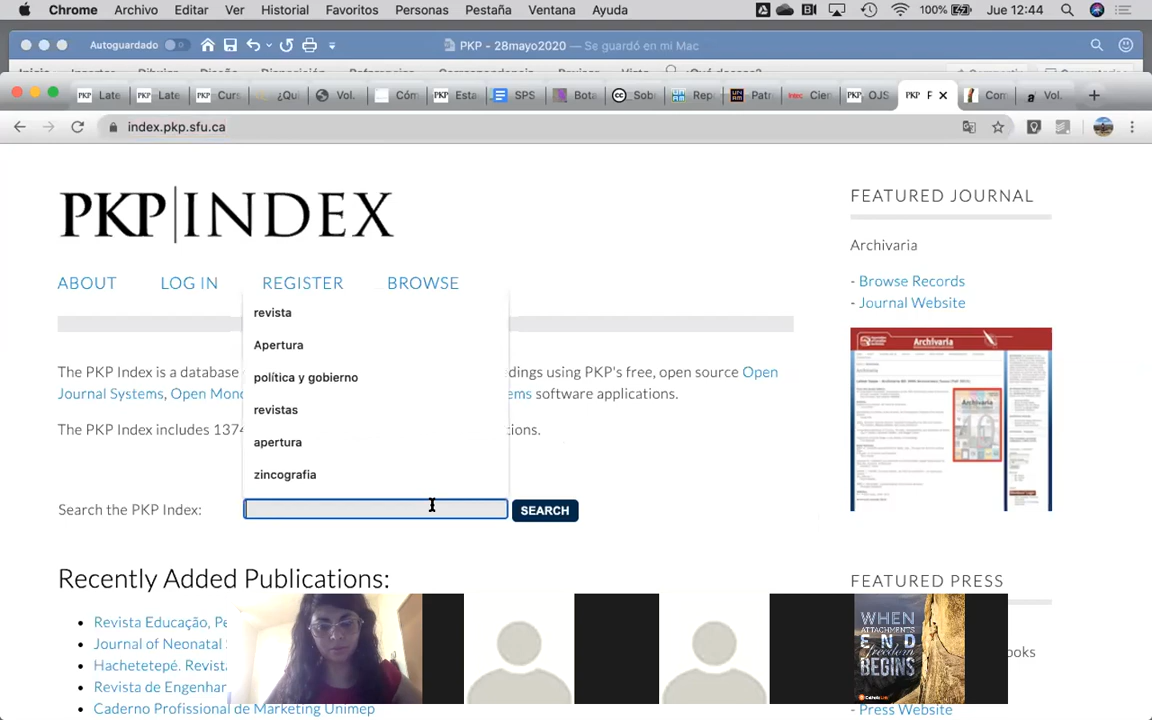 Chrome Archivo Editar Ver Historial Favoritos Personas Pestaña Ventana Ayuda 100% Jue 12:44
Autoguardado PKP - 28mayo2020 — Se guardó en mi Mac
Late Late Curs ¿Qu Vol. Cóm Esta SPS Bota Sob Rep Patr Cien OJS PKP F Com Vol.
index.pkp.sfu.ca
PKP|INDEX
ABOUT LOG IN REGISTER BROWSE
revista
Apertura
política y gobierno
revistas
apertura
zincografia
The PKP Index is a database dings using PKP's free, open source Open
Journal Systems, Open Mono ems software applications.
The PKP Index includes 1374 ions.
Search the PKP Index: SEARCH
Recently Added Publications:
Revista Educação, Pe
Journal of Neonatal
Hachetetepé. Revista
Revista de Engenhar
Caderno Profissional de Marketing Unimep
FEATURED JOURNAL
Archivaria
- Browse Records
- Journal Website
Archivaria
FEATURED PRESS
ooks
- Press Website
WHEN
ATTACHMENTS
END
freedom
BEGINS